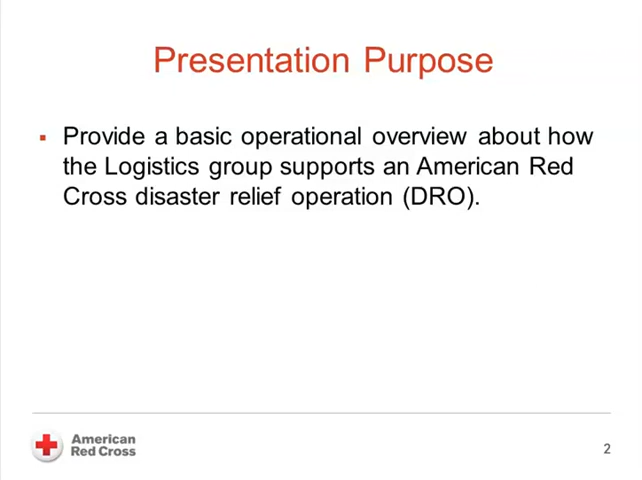 Presentation Purpose
▪ Provide a basic operational overview about how
the Logistics group supports an American Red
Cross disaster relief operation (DRO).
American
Red Cross
2